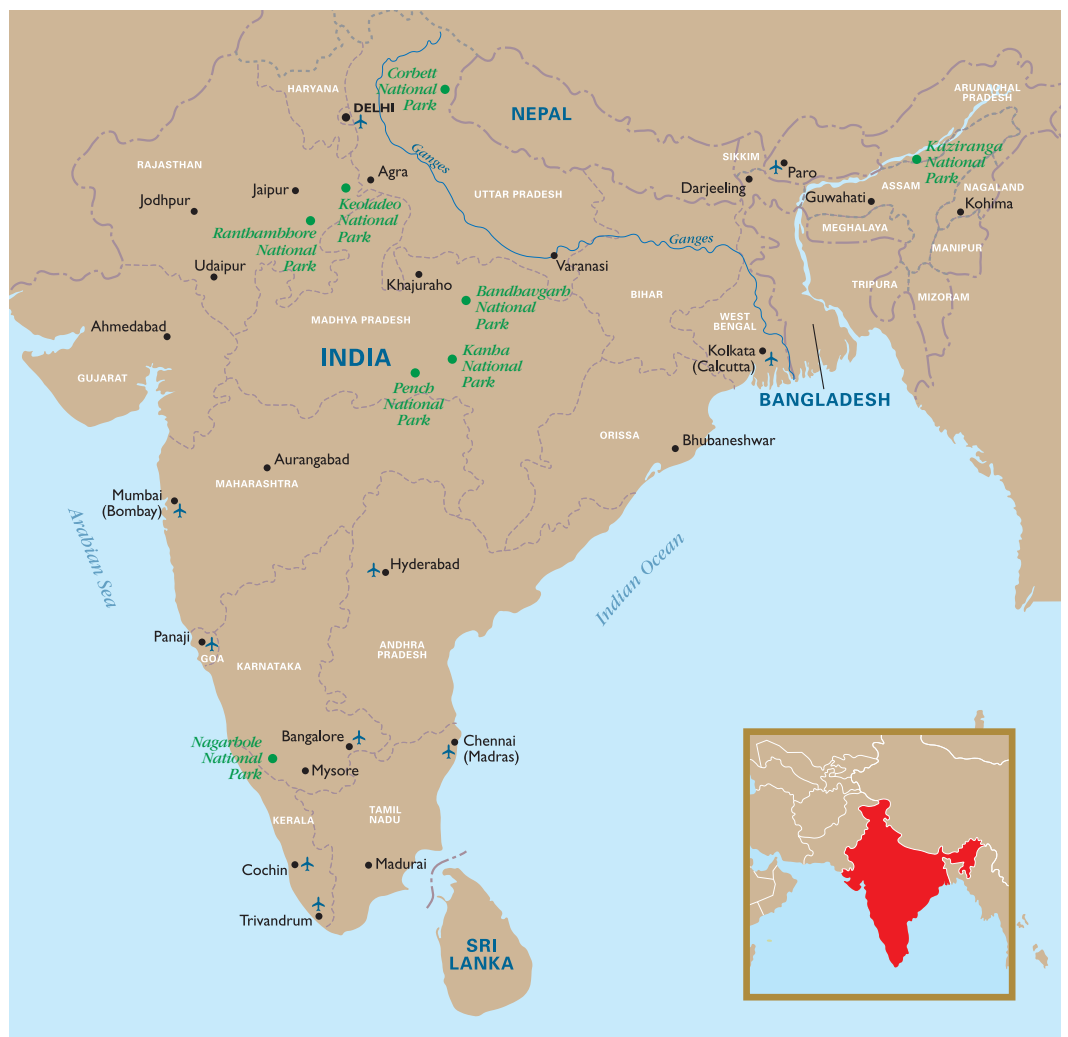 Corbett
National
Park
HARYANA
DELHI
NEPAL
ARUNACHAL
PRADESH
Kaziranga
National
Park
RAJASTHAN
Ganges
SIKKIM
Paro
Agra
Darjeeling
ASSAM
NAGALAND
Jaipur
UTTAR PRADESH
Guwahati
Kohima
Jodhpur
Keoladeo
National
Park
Ranthambhore
National
Park
MEGHALAYA
Ganges
MANIPUR
Udaipur
Varanasi
Khajuraho
TRIPURA
MIZORAM
Bandhavgarh
National
Park
BIHAR
MADHYA PRADESH
WEST
BENGAL
Ahmedabad
INDIA
Kanha
National
Park
Kolkata
(Calcutta)
GUJARAT
Pench
National
Park
BANGLADESH
ORISSA
Bhubaneshwar
Aurangabad
MAHARASHTRA
Mumbai
(Bombay)
Arabian Sea
Hyderabad
Indian Ocean
Panaji
GOA
KARNATAKA
ANDHRA
PRADESH
Bangalore
Chennai
(Madras)
Nagarhole
National
Park
Mysore
KERALA
TAMIL
NADU
Cochin
Madurai
Trivandrum
SRI
LANKA